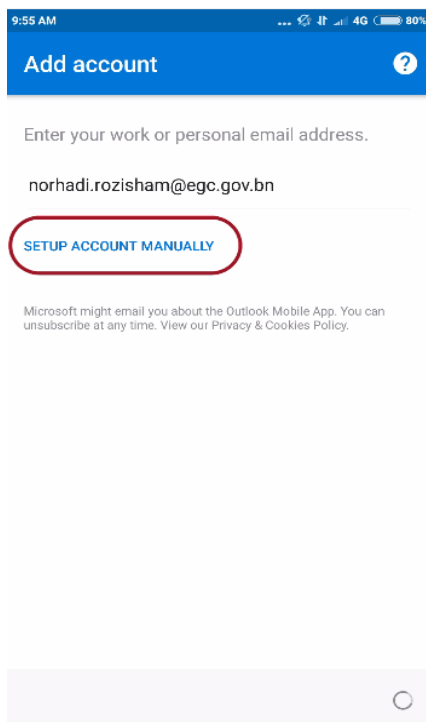 9:55 AM ... 4G 80%
Add account ?
Enter your work or personal email address.
norhadi.rozisham@egc.gov.bn
SETUP ACCOUNT MANUALLY
Microsoft might email you about the Outlook Mobile App. You can
unsubscribe at any time. View our Privacy & Cookies Policy.